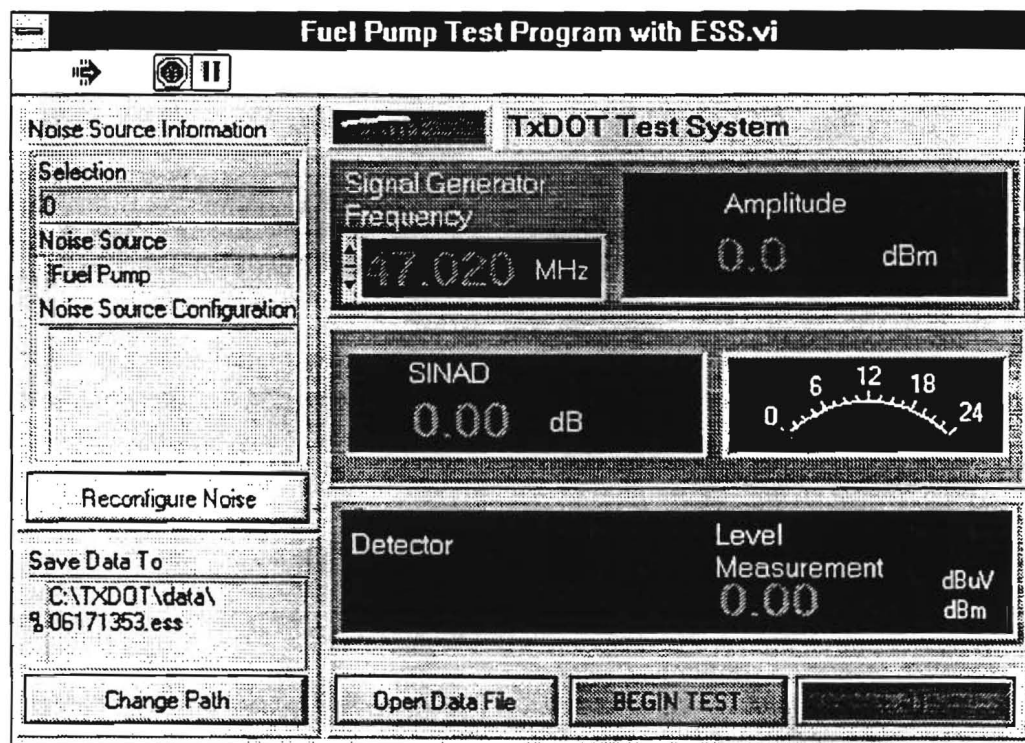 Fuel Pump Test Program with ESS.vi
Noise Source Information
Selection
0
Noise Source
Fuel Pump
Noise Source Configuration
Reconfigure Noise
Save Data To
C:\TXDOT\data\
06171353.ess
Change Path
TxDOT Test System
Signal Generator
Frequency
47.020 MHz
Amplitude
0.0 dBm
SINAD
0.00 dB
0 6 12 18 24
Detector
Level
Measurement
0.00
dBuV
dBm
Open Data File
BEGIN TEST